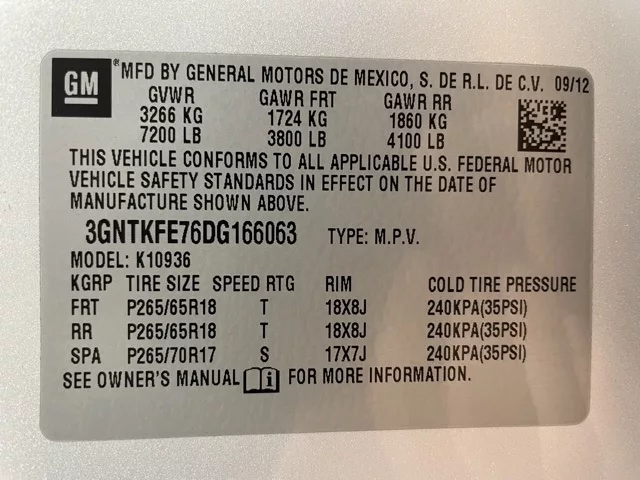 GM ® MFD BY GENERAL MOTORS DE MEXICO, S. DE R.L. DE C.V. 09/12
GVWR GAWR FRT GAWR RR
3266 KG 1724 KG 1860 KG
7200 LB 3800 LB 4100 LB
THIS VEHICLE CONFORMS TO ALL APPLICABLE U.S. FEDERAL MOTOR
VEHICLE SAFETY STANDARDS IN EFFECT ON THE DATE OF
MANUFACTURE SHOWN ABOVE.
3GNTKFE76DG166063 TYPE: M.P.V.
MODEL: K10936
KGRP TIRE SIZE SPEED RTG RIM COLD TIRE PRESSURE
FRT P265/65R18 T 18X8J 240KPA(35PSI)
RR P265/65R18 T 18X8J 240KPA(35PSI)
SPA P265/70R17 S 17X7J 240KPA(35PSI)
SEE OWNER'S MANUAL i FOR MORE INFORMATION.